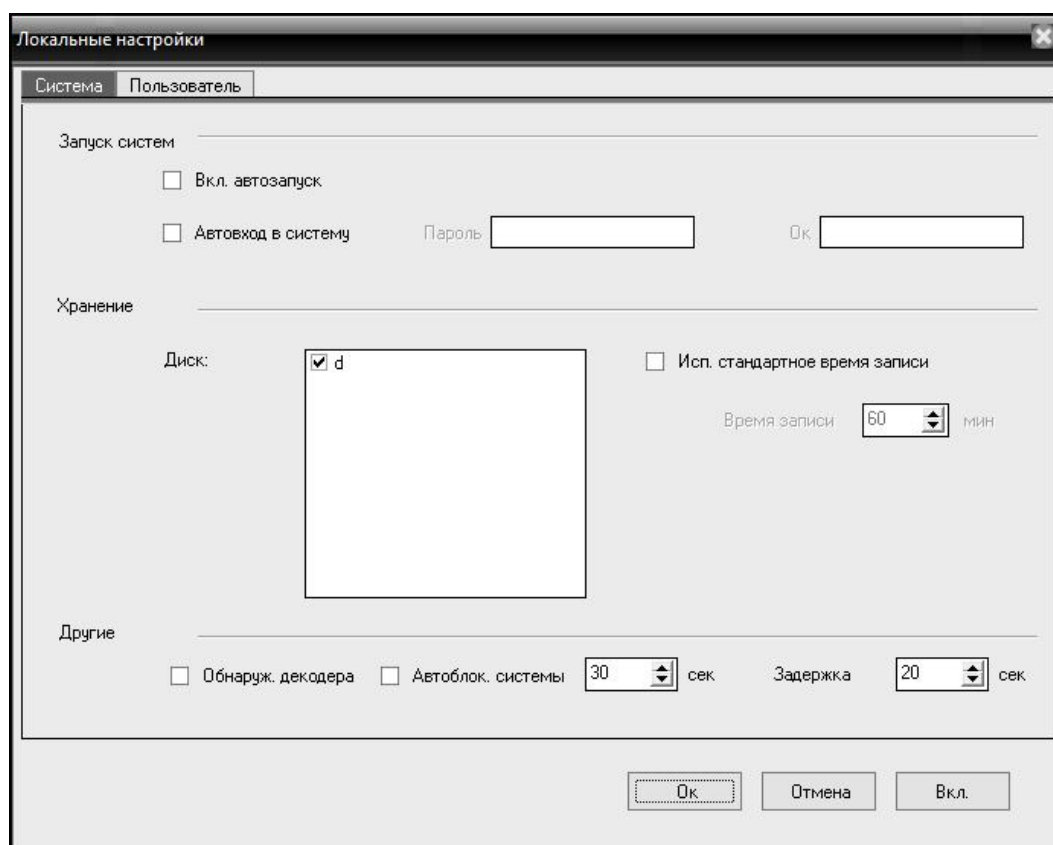 Локальные настройки
Система Пользователь
Запуск систем
Вкл. автозапуск
Автовход в систему Пароль Ок
Хранение
Диск: d Исп. стандартное время записи
Время записи 60 мин
Другие
Обнаруж. декодера Автоблок. системы 30 сек Задержка 20 сек
Ок Отмена Вкл.